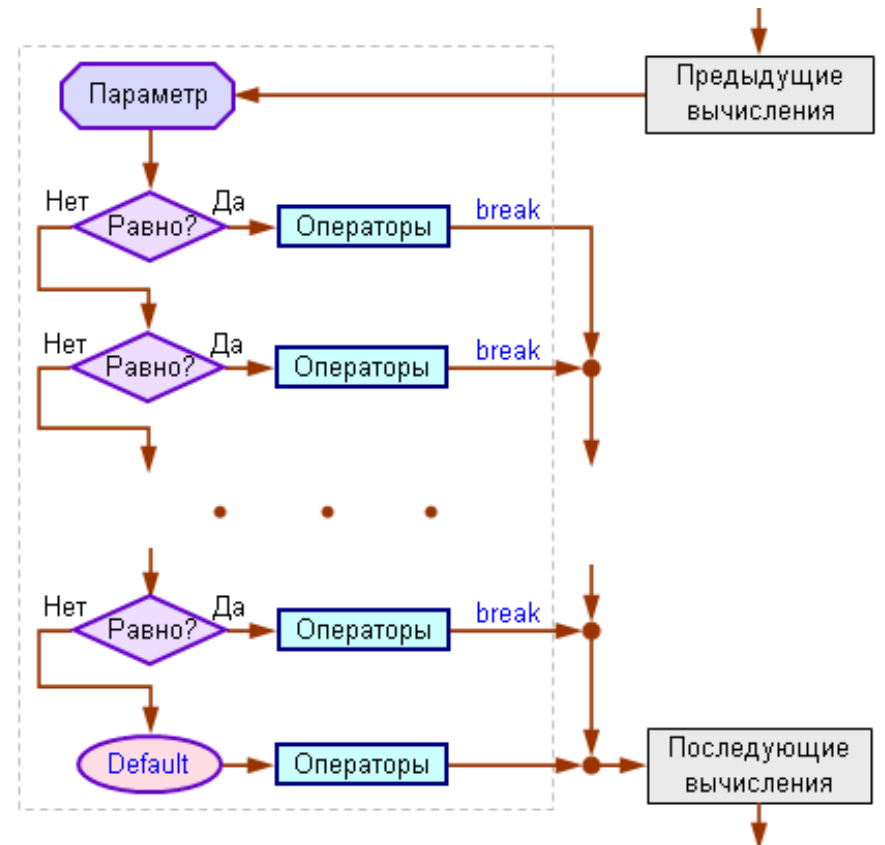 Предыдущие
вычисления
Параметр
Нет
Равно?
Да
Операторы
break
Нет
Равно?
Да
Операторы
break
Нет
Равно?
Да
Операторы
break
Default
Операторы
Последующие
вычисления